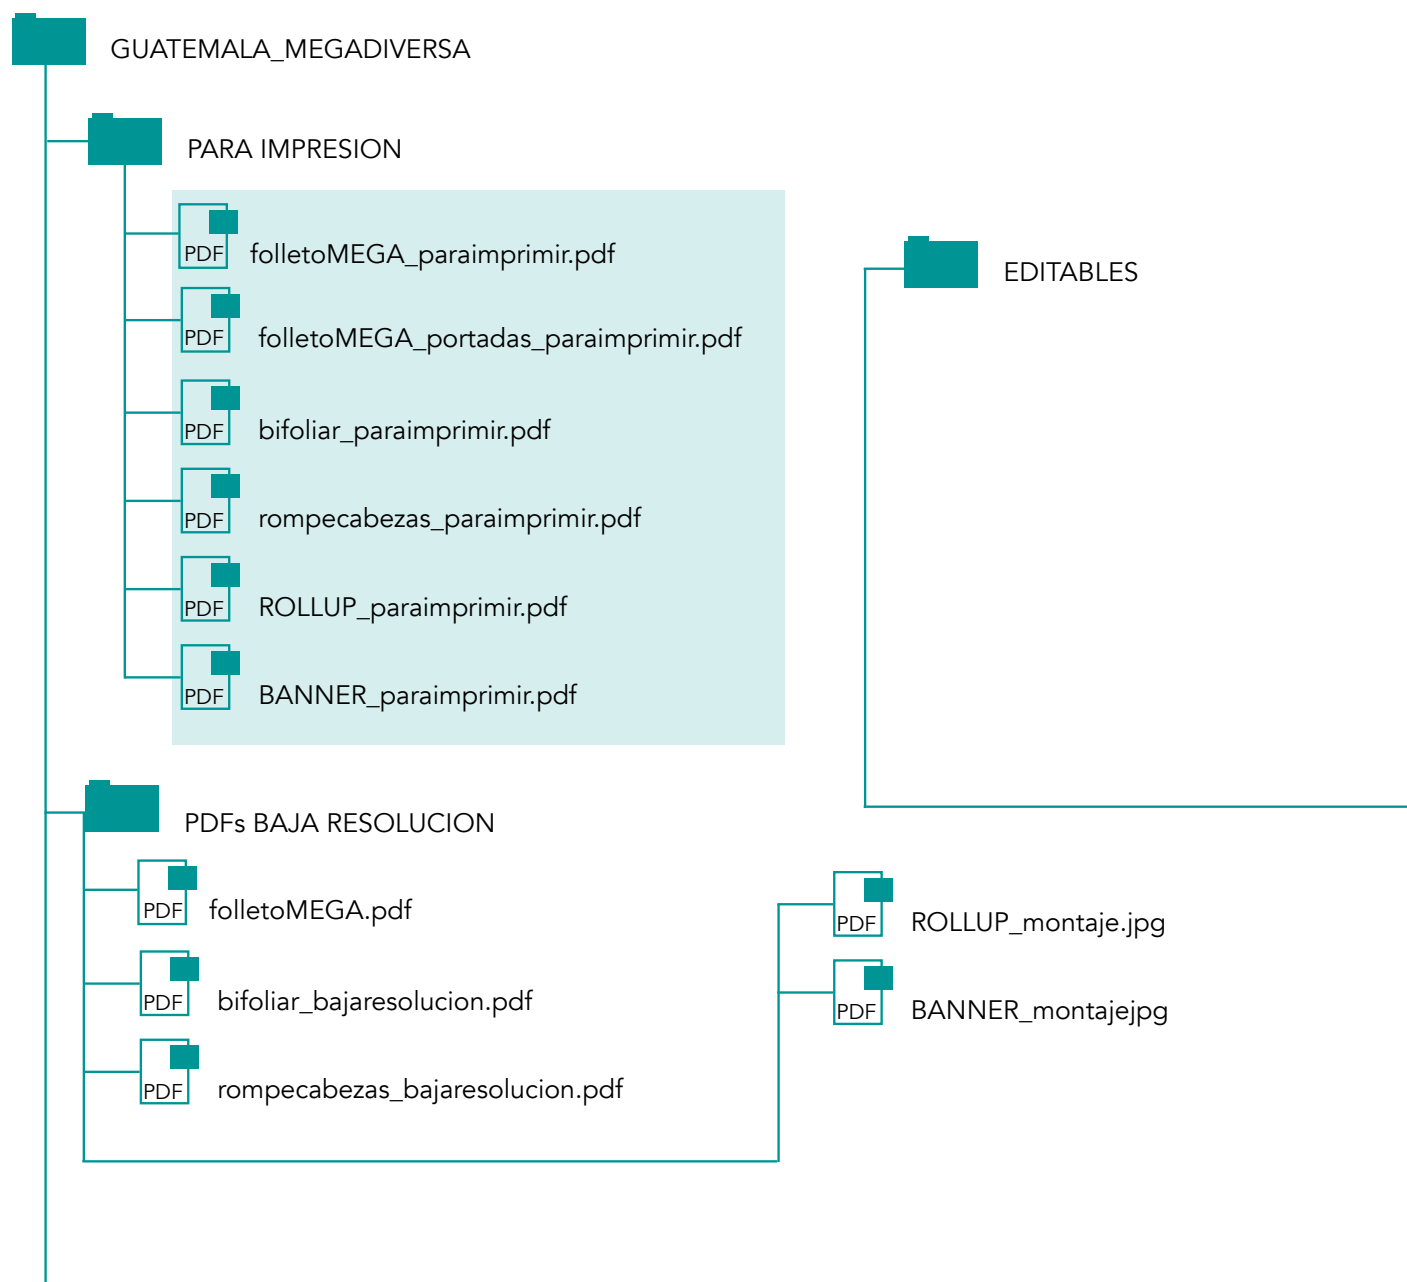 GUATEMALA_MEGADIVERSA
PARA IMPRESION
PDF
folletoMEGA_paraimprimir.pdf
PDF
folletoMEGA_portadas_paraimprimir.pdf
PDF
bifoliar_paraimprimir.pdf
PDF
rompecabezas_paraimprimir.pdf
PDF
ROLLUP_paraimprimir.pdf
PDF
BANNER_paraimprimir.pdf
EDITABLES
PDFs BAJA RESOLUCION
PDF
folletoMEGA.pdf
PDF
bifoliar_bajaresolucion.pdf
PDF
rompecabezas_bajaresolucion.pdf
PDF
ROLLUP_montaje.jpg
PDF
BANNER_montajejpg